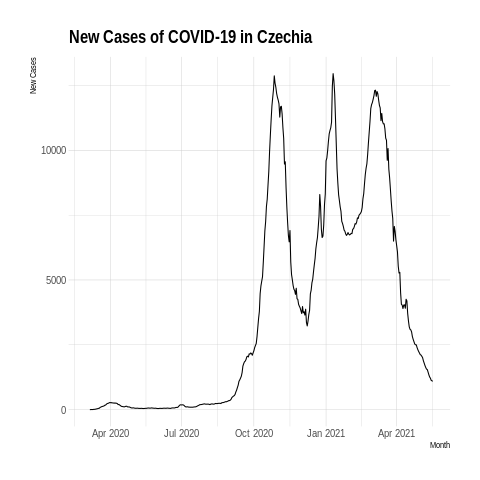 New Cases of COVID-19 in Czechia
New Cases
10000
5000
0
Apr 2020 Jul 2020 Oct 2020 Jan 2021 Apr 2021
Month